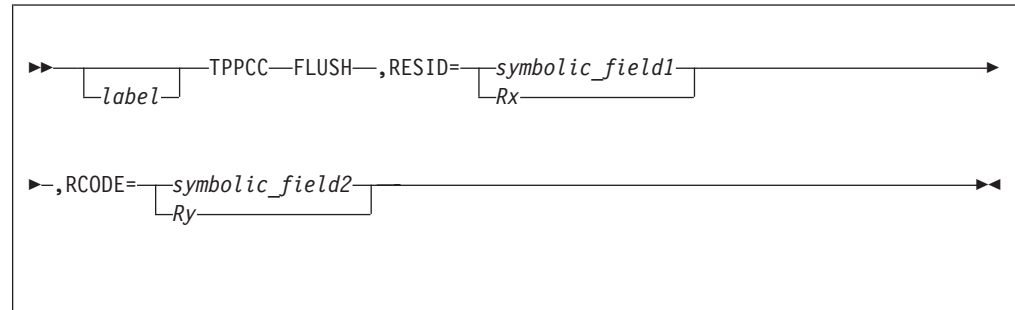 TPPCC FLUSH ,RESID= symbolic_field1
label Rx
,RCODE= symbolic_field2
Ry